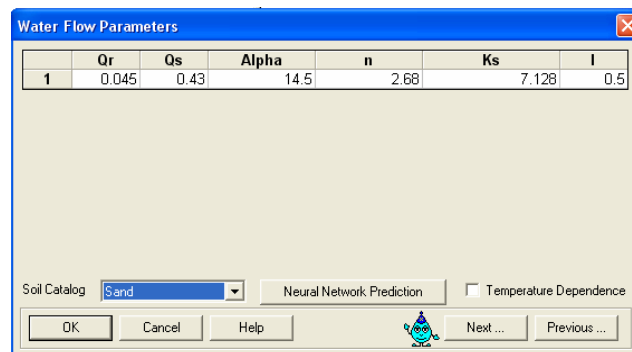 Water Flow Parameters
Qr Qs Alpha n Ks l
1 0.045 0.43 14.5 2.68 7.128 0.5
Soil Catalog Sand Neural Network Prediction Temperature Dependence
OK Cancel Help Next ... Previous ...